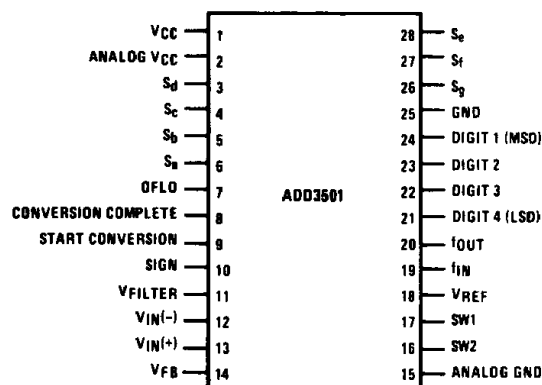 VCC 1
ANALOG VCC 2
Sd 3
Sc 4
Sb 5
Sa 6
OFLO 7
CONVERSION COMPLETE 8
START CONVERSION 9
SIGN 10
VFILTER 11
VIN(-) 12
VIN(+) 13
VFB 14
ADD3501
28 Se
27 Sf
26 Sg
25 GND
24 DIGIT 1 (MSD)
23 DIGIT 2
22 DIGIT 3
21 DIGIT 4 (LSD)
20 fOUT
19 fIN
18 VREF
17 SW1
16 SW2
15 ANALOG GND